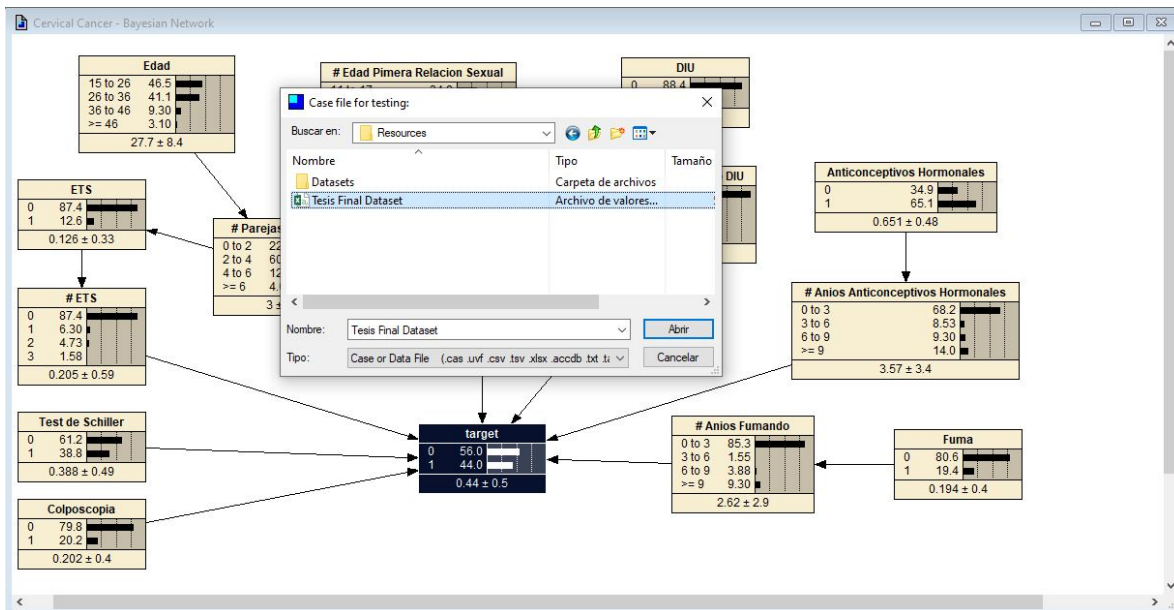 Cervical Cancer - Bayesian Network
Edad
15 to 26 46.5
26 to 36 41.1
36 to 46 9.30
>= 46 3.10
27.7 ± 8.4
# Edad Pimera Relacion Sexual
DIU
0 88.4
Case file for testing:
Buscar en: Resources
Nombre Tipo Tamaño
Datasets Carpeta de archivos
Tesis Final Dataset Archivo de valores...
Nombre: Tesis Final Dataset Abrir
Tipo: Case or Data File (.cas .uvf .csv .tsv .xlsx .accdb .txt Cancelar
ETS
0 87.4
1 12.6
0.126 ± 0.33
# Parejas
0 to 2 22
2 to 4 60
4 to 6 12
>= 6 4.
3 ±
DIU
Anticonceptivos Hormonales
0 34.9
1 65.1
0.651 ± 0.48
# ETS
0 87.4
1 6.30
2 4.73
3 1.58
0.205 ± 0.59
# Anios Anticonceptivos Hormonales
0 to 3 68.2
3 to 6 8.53
6 to 9 9.30
>= 9 14.0
3.57 ± 3.4
Test de Schiller
0 61.2
1 38.8
0.388 ± 0.49
target
0 56.0
1 44.0
0.44 ± 0.5
# Anios Fumando
0 to 3 85.3
3 to 6 1.55
6 to 9 3.88
>= 9 9.30
2.62 ± 2.9
Fuma
0 80.6
1 19.4
0.194 ± 0.4
Colposcopia
0 79.8
1 20.2
0.202 ± 0.4